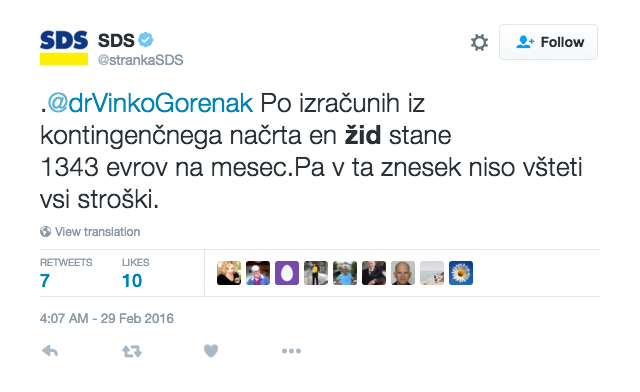 SDS SDS
@strankaSDS
Follow
.@drVinkoGorenak Po izračunih iz
kontingenčnega načrta en žid stane
1343 evrov na mesec.Pa v ta znesek niso všteti
vsi stroški.
View translation
RETWEETS LIKES
7 10
4:07 AM - 29 Feb 2016